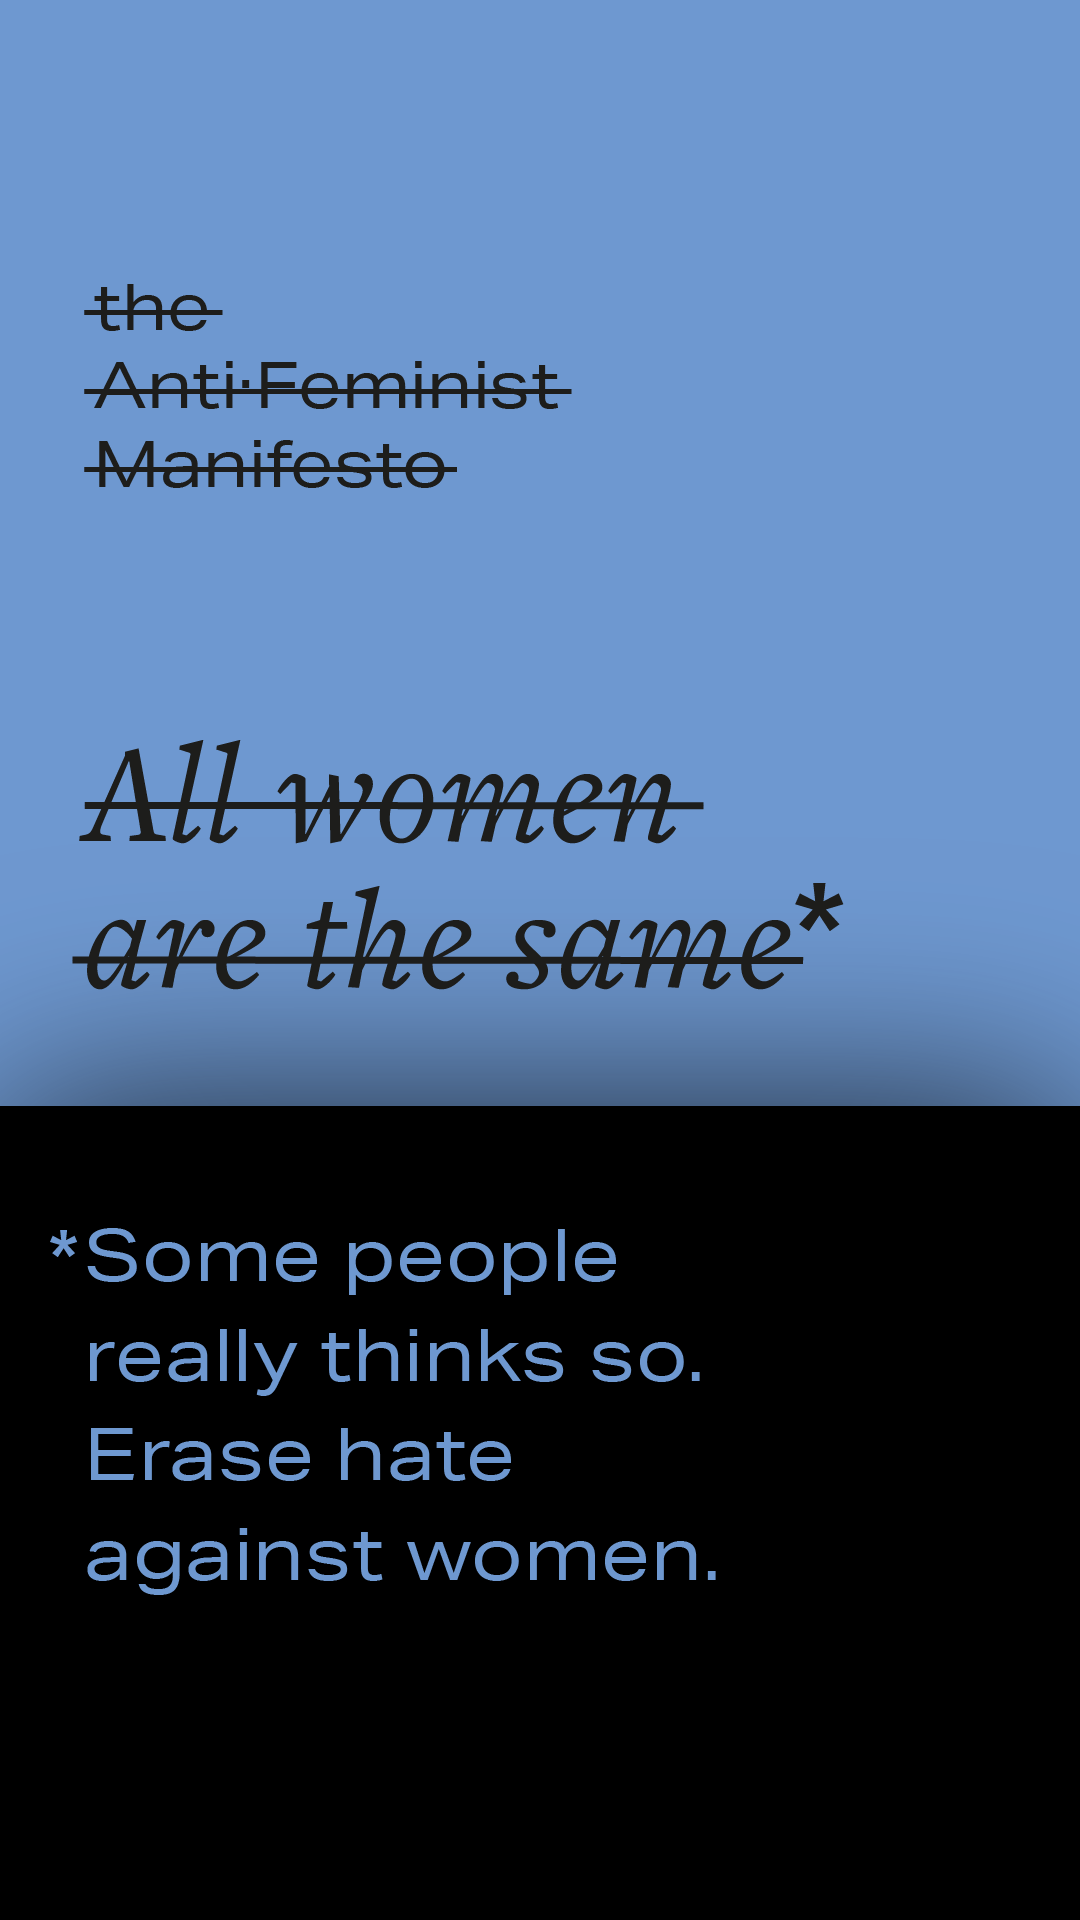 the
Anti·Feminist
Manifesto
All women
are the same*
*Some people
really thinks so.
Erase hate
against women.